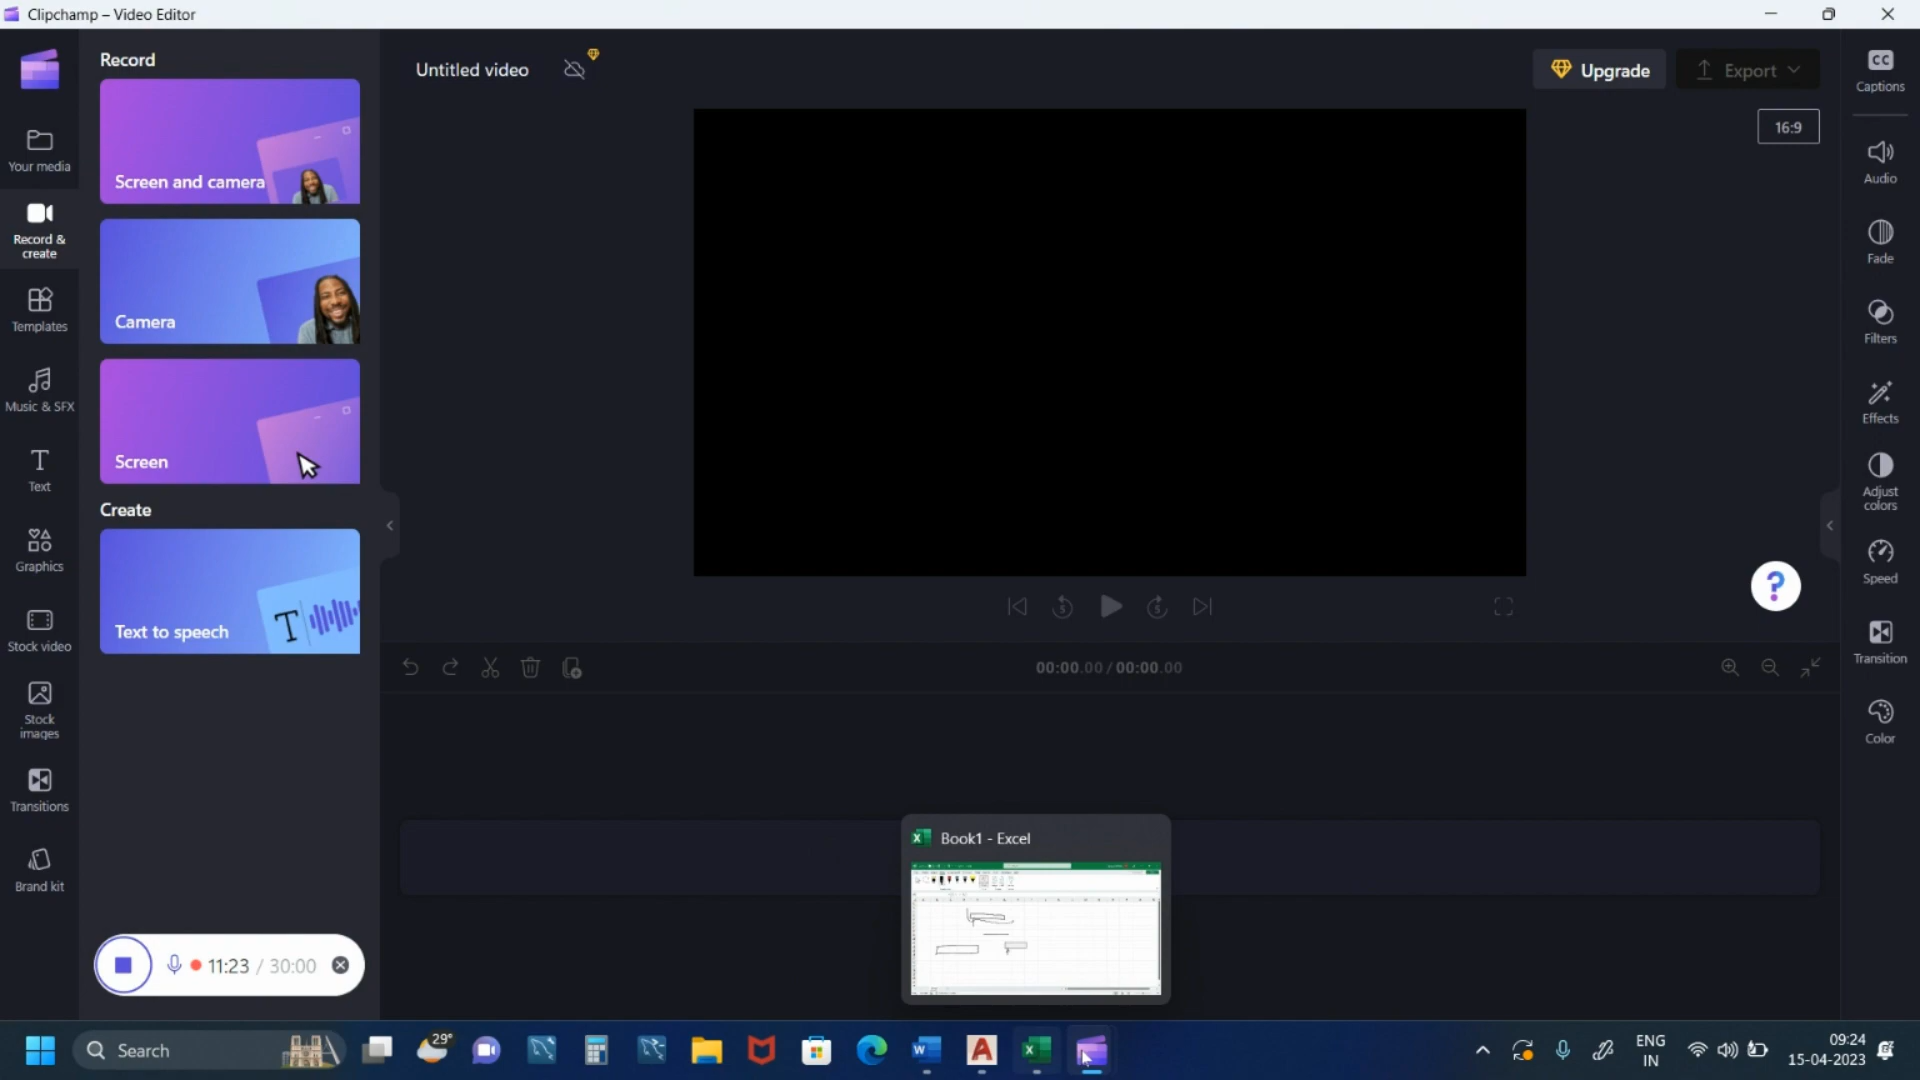 Clipchamp – Video Editor
Record
Screen and camera
Camera
Screen
Create
Text to speech
T
Your media
Record &
create
Templates
Music & SFX
Text
Graphics
Stock video
Stock
images
Transitions
Brand kit
11:23 / 30:00
Untitled video
Upgrade
Export
16:9
5
5
?
00:00.00 / 00:00.00
Book1 - Excel
CC
Captions
Audio
Fade
Filters
Effects
Adjust
colors
Speed
Transition
Color
Search
29°
ENG
IN
09:24
15-04-2023